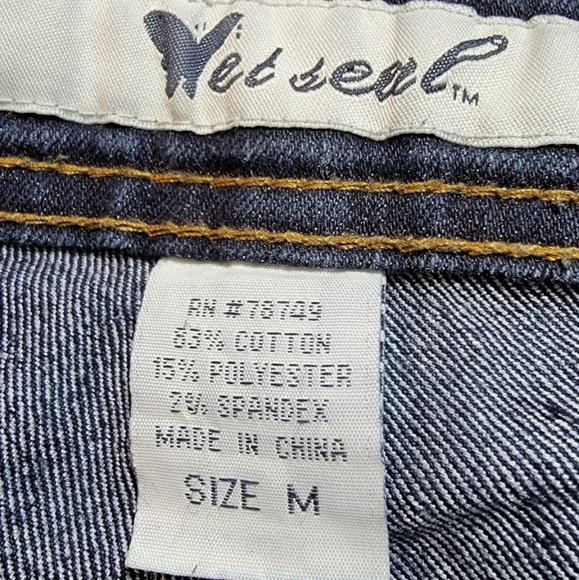 Wet seal™
RN #78749
83% COTTON
15% POLYESTER
2% SPANDEX
MADE IN CHINA
SIZE M